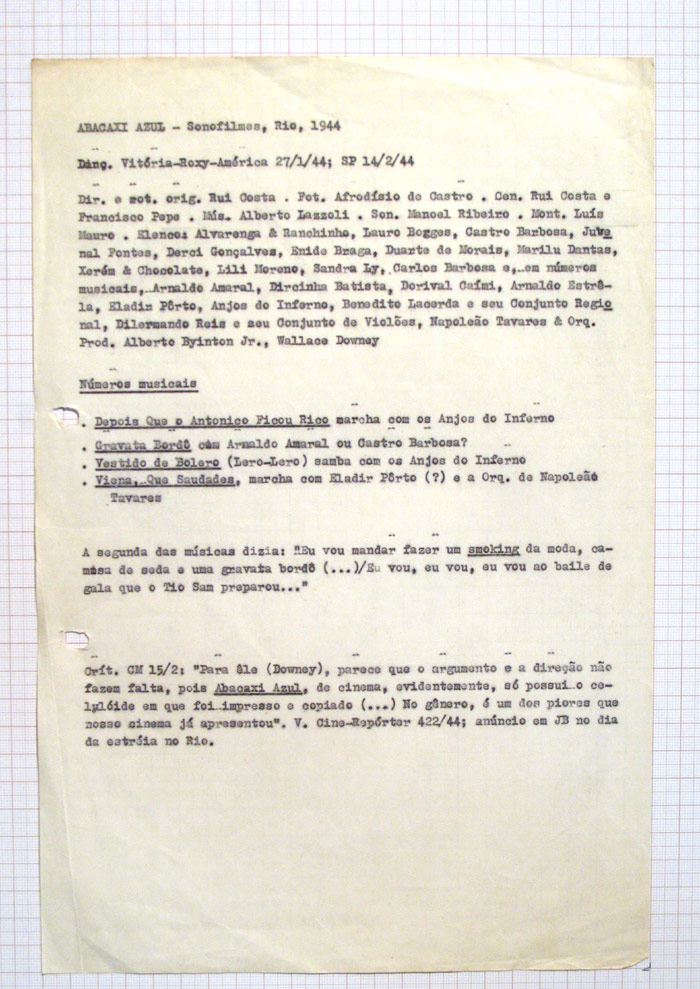 ABACAXI AZUL - Sonofilmes, Rio, 1944
Lanç. Vitória-Roxy-América 27/1/44; SP 14/2/44
Dir. e rot. orig. Rui Costa . Fot. Afrodísio de Castro . Cen. Rui Costa e
Francisco Pepe . Mús. Alberto Lazzoli . Son. Manoel Ribeiro . Mont. Luís
Mauro . Elenco: Alvarenga & Ranchinho, Lauro Borges, Castro Barbosa, Juve
nal Fontes, Derci Gonçalves, Enide Braga, Duarte de Morais, Marilu Dantas,
Xerém & Chocolate, Lili Moreno, Sandra Ly, Carlos Barbosa e, em números
musicais, Arnaldo Amaral, Dircinha Batista, Dorival Caími, Arnaldo Estrê-
la, Eladir Pôrto, Anjos do Inferno, Benedito Lacerda e seu Conjunto Regio
nal, Dilermando Reis e seu Conjunto de Violões, Napoleão Tavares & Orq.
Prod. Alberto Byinton Jr., Wallace Downey
Números musicais
. Depois Que o Antonico Ficou Rico marcha com os Anjos do Inferno
. Gravata Bordô com Arnaldo Amaral ou Castro Barbosa?
. Vestido de Bolero (Lero-Lero) samba com os Anjos do Inferno
. Viena, Que Saudades, marcha com Eladir Pôrto (?) e a Orq. de Napoleão
Tavares
A segunda das músicas dizia: "Eu vou mandar fazer um smoking da moda, ca-
misa de seda e uma gravata bordô (...)/Eu vou, eu vou, eu vou ao baile de
gala que o Tio Sam preparou..."
Crít. CM 15/2: "Para êle (Downey), parece que o argumento e a direção não
fazem falta, pois Abacaxi Azul, de cinema, evidentemente, só possui o ce-
lulóide em que foi impresso e copiado (...) No gênero, é um dos piores que
nosso cinema já apresentou". V. Cine-Repórter 422/44; anúncio em JB no dia
da estréia no Rio.